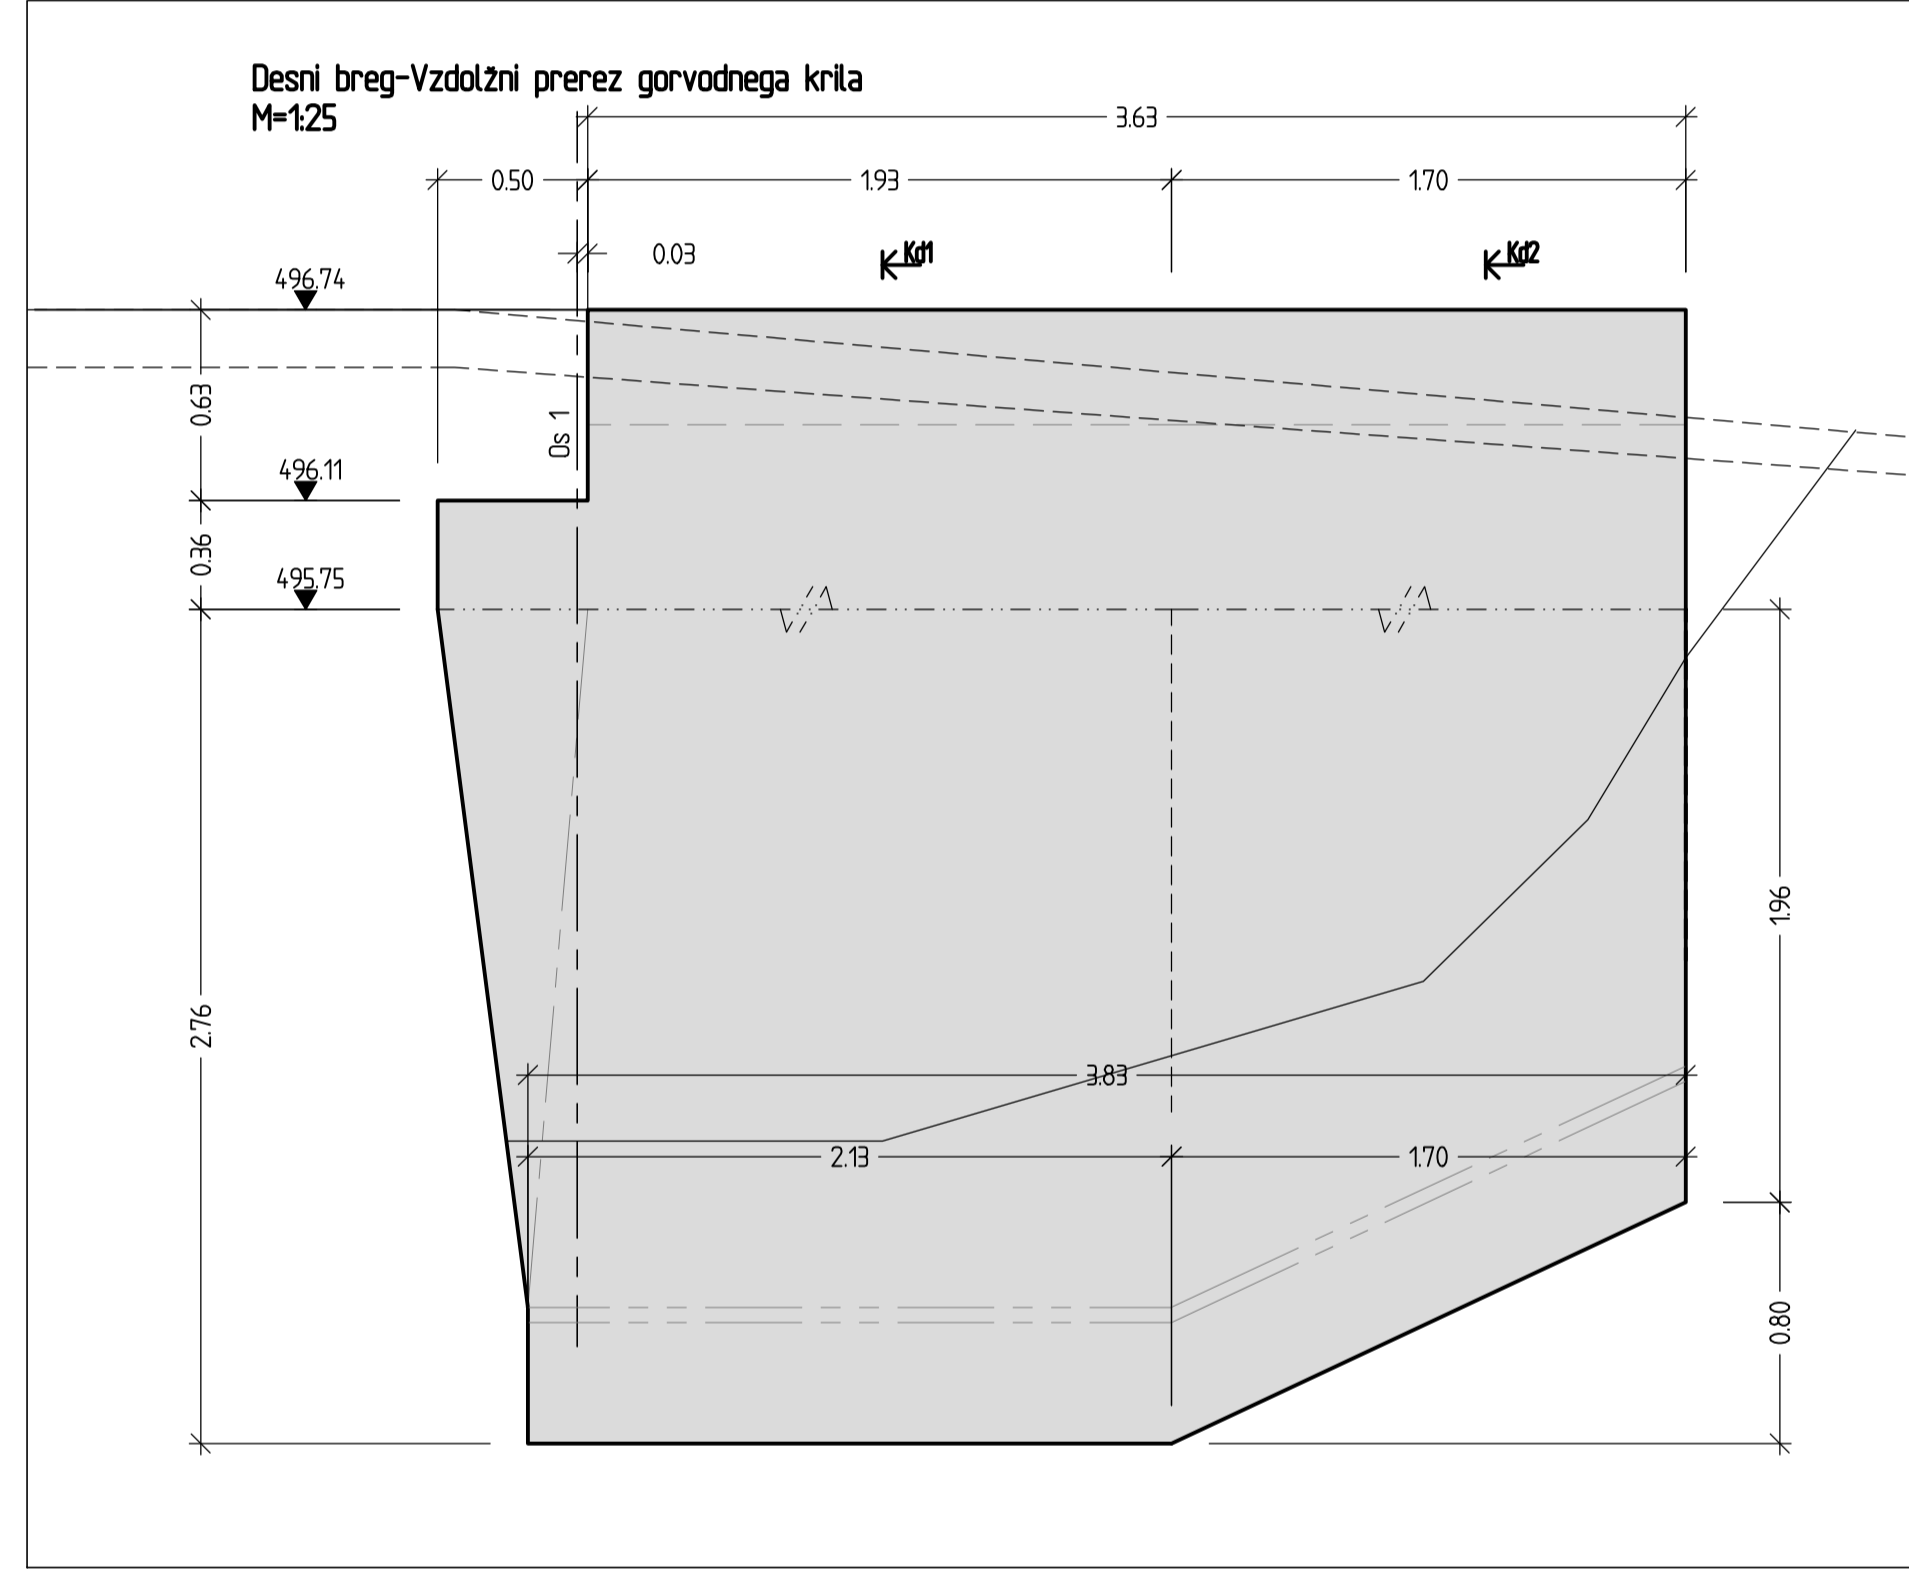 Desni breg-Vzdolžni prerez gorvodnega krila
M=1:25
3.63
0.50 1.93 1.70
0.03 Kd1 Kd2
496.74
0.63
Os 1
496.11
0.36
495.75
1.96
2.76
3.83
2.13 1.70
0.80